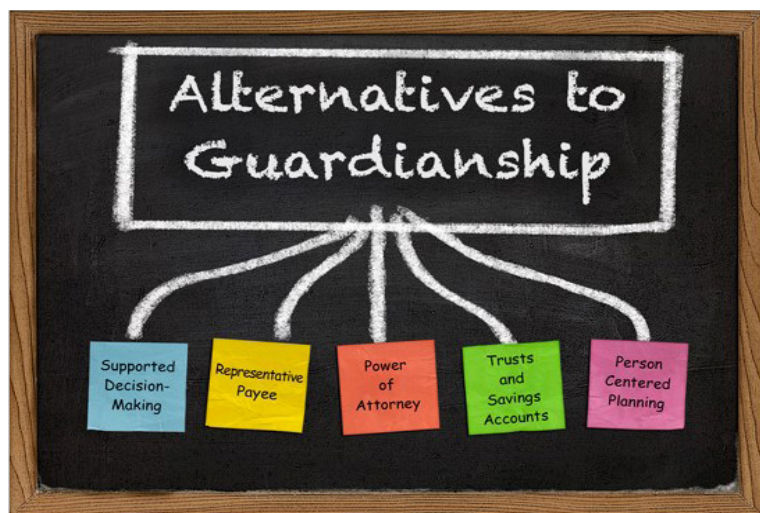 Alternatives to
Guardianship
Supported
Decision-
Making
Representative
Payee
Power
of
Attorney
Trusts
and
Savings
Accounts
Person
Centered
Planning